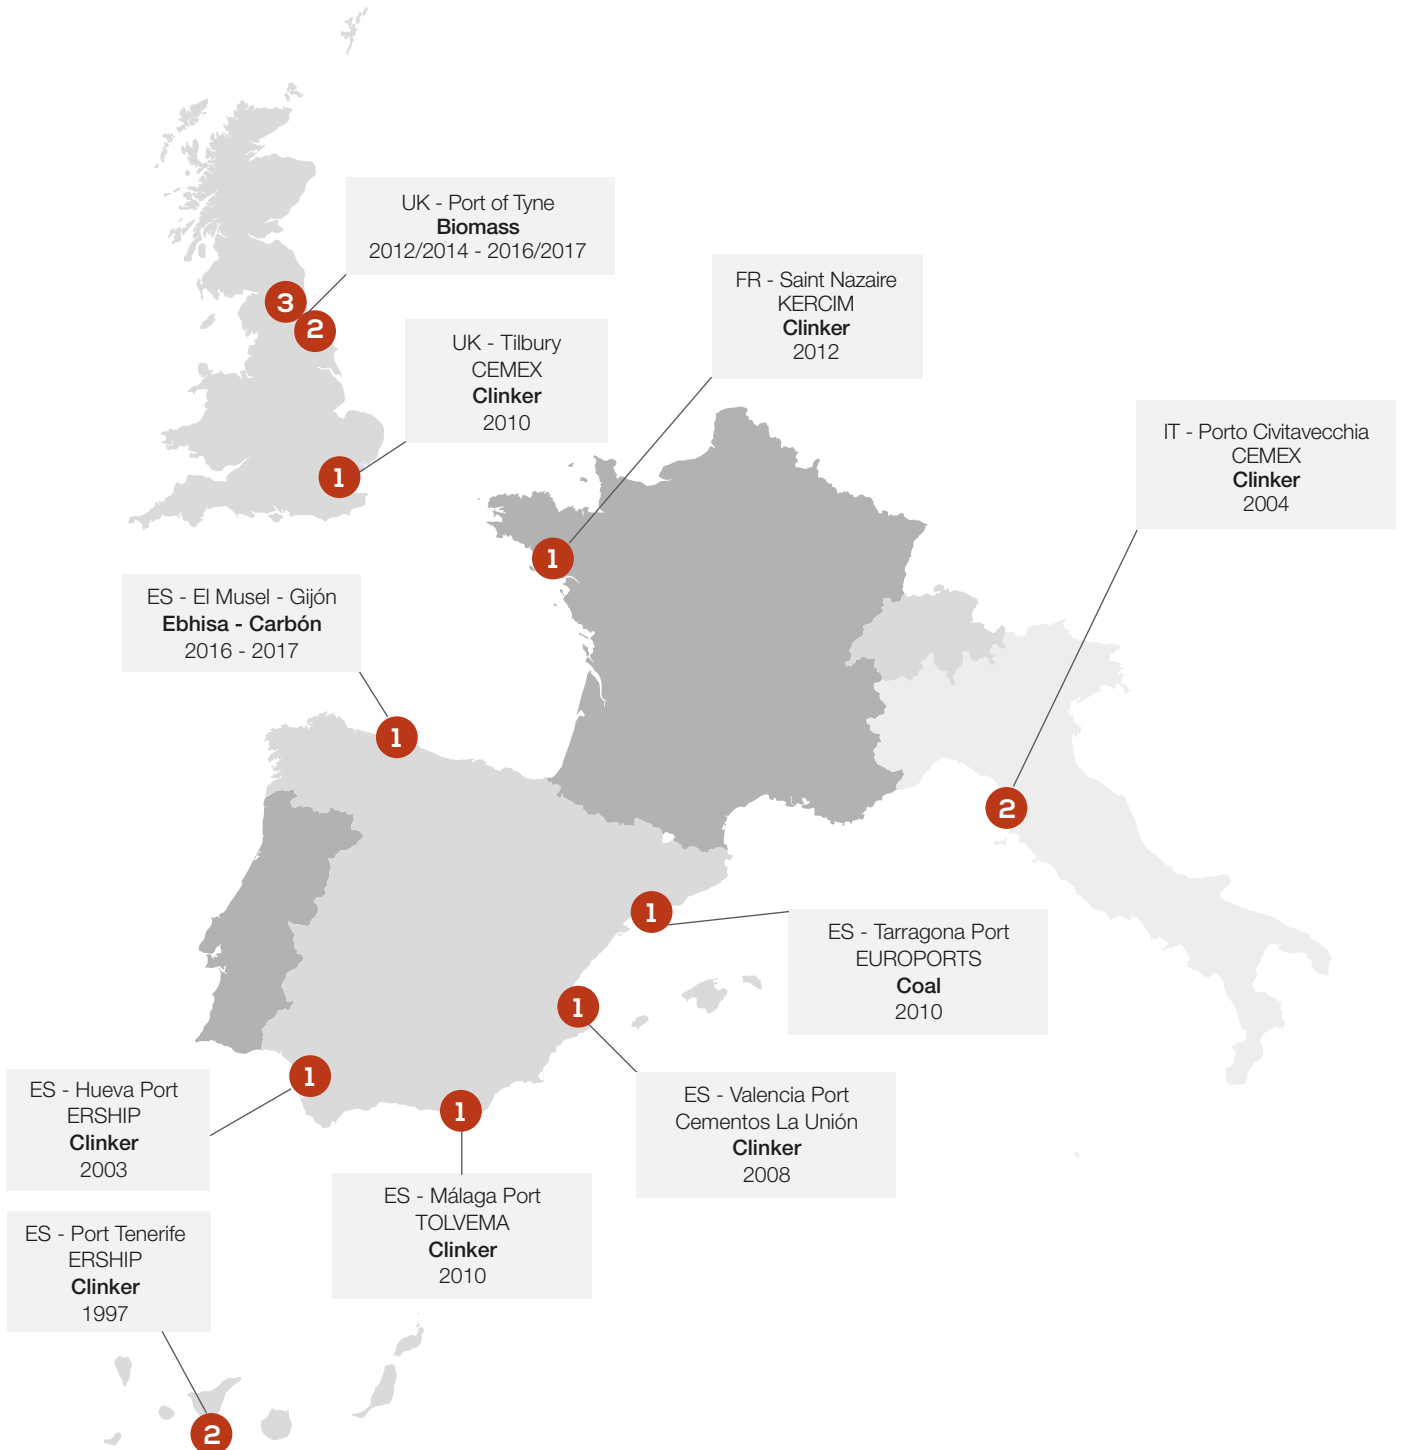 UK - Port of Tyne
Biomass
2012/2014 - 2016/2017
3
2
UK - Tilbury
CEMEX
Clinker
2010
1
FR - Saint Nazaire
KERCIM
Clinker
2012
1
IT - Porto Civitavecchia
CEMEX
Clinker
2004
2
ES - El Musel - Gijón
Ebhisa - Carbón
2016 - 2017
1
ES - Tarragona Port
EUROPORTS
Coal
2010
1
ES - Valencia Port
Cementos La Unión
Clinker
2008
1
ES - Hueva Port
ERSHIP
Clinker
2003
1
ES - Málaga Port
TOLVEMA
Clinker
2010
1
ES - Port Tenerife
ERSHIP
Clinker
1997
2